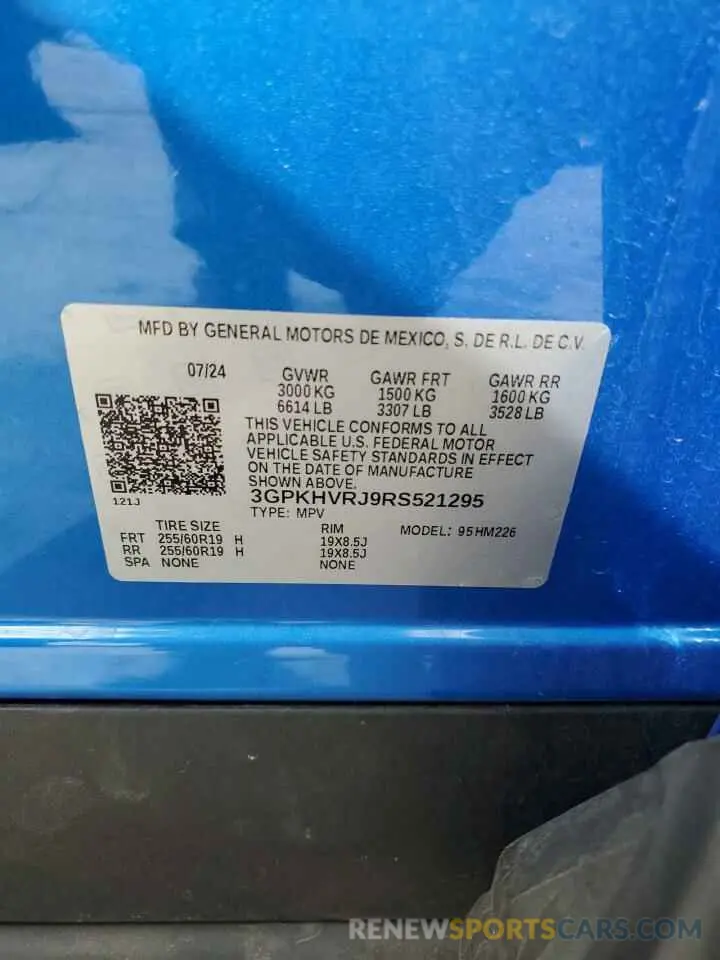 MFD BY GENERAL MOTORS DE MEXICO, S. DE R.L. DE C.V.
07/24 GVWR GAWR FRT GAWR RR
3000 KG 1500 KG 1600 KG
6614 LB 3307 LB 3528 LB
THIS VEHICLE CONFORMS TO ALL
APPLICABLE U.S. FEDERAL MOTOR
VEHICLE SAFETY STANDARDS IN EFFECT
ON THE DATE OF MANUFACTURE
SHOWN ABOVE.
121J 3GPKHVRJ9RS521295
TYPE: MPV
TIRE SIZE RIM MODEL: 95HM226
FRT 255/60R19 H 19X8.5J
RR 255/60R19 H 19X8.5J
SPA NONE NONE
RENEWSPORTSCARS.COM